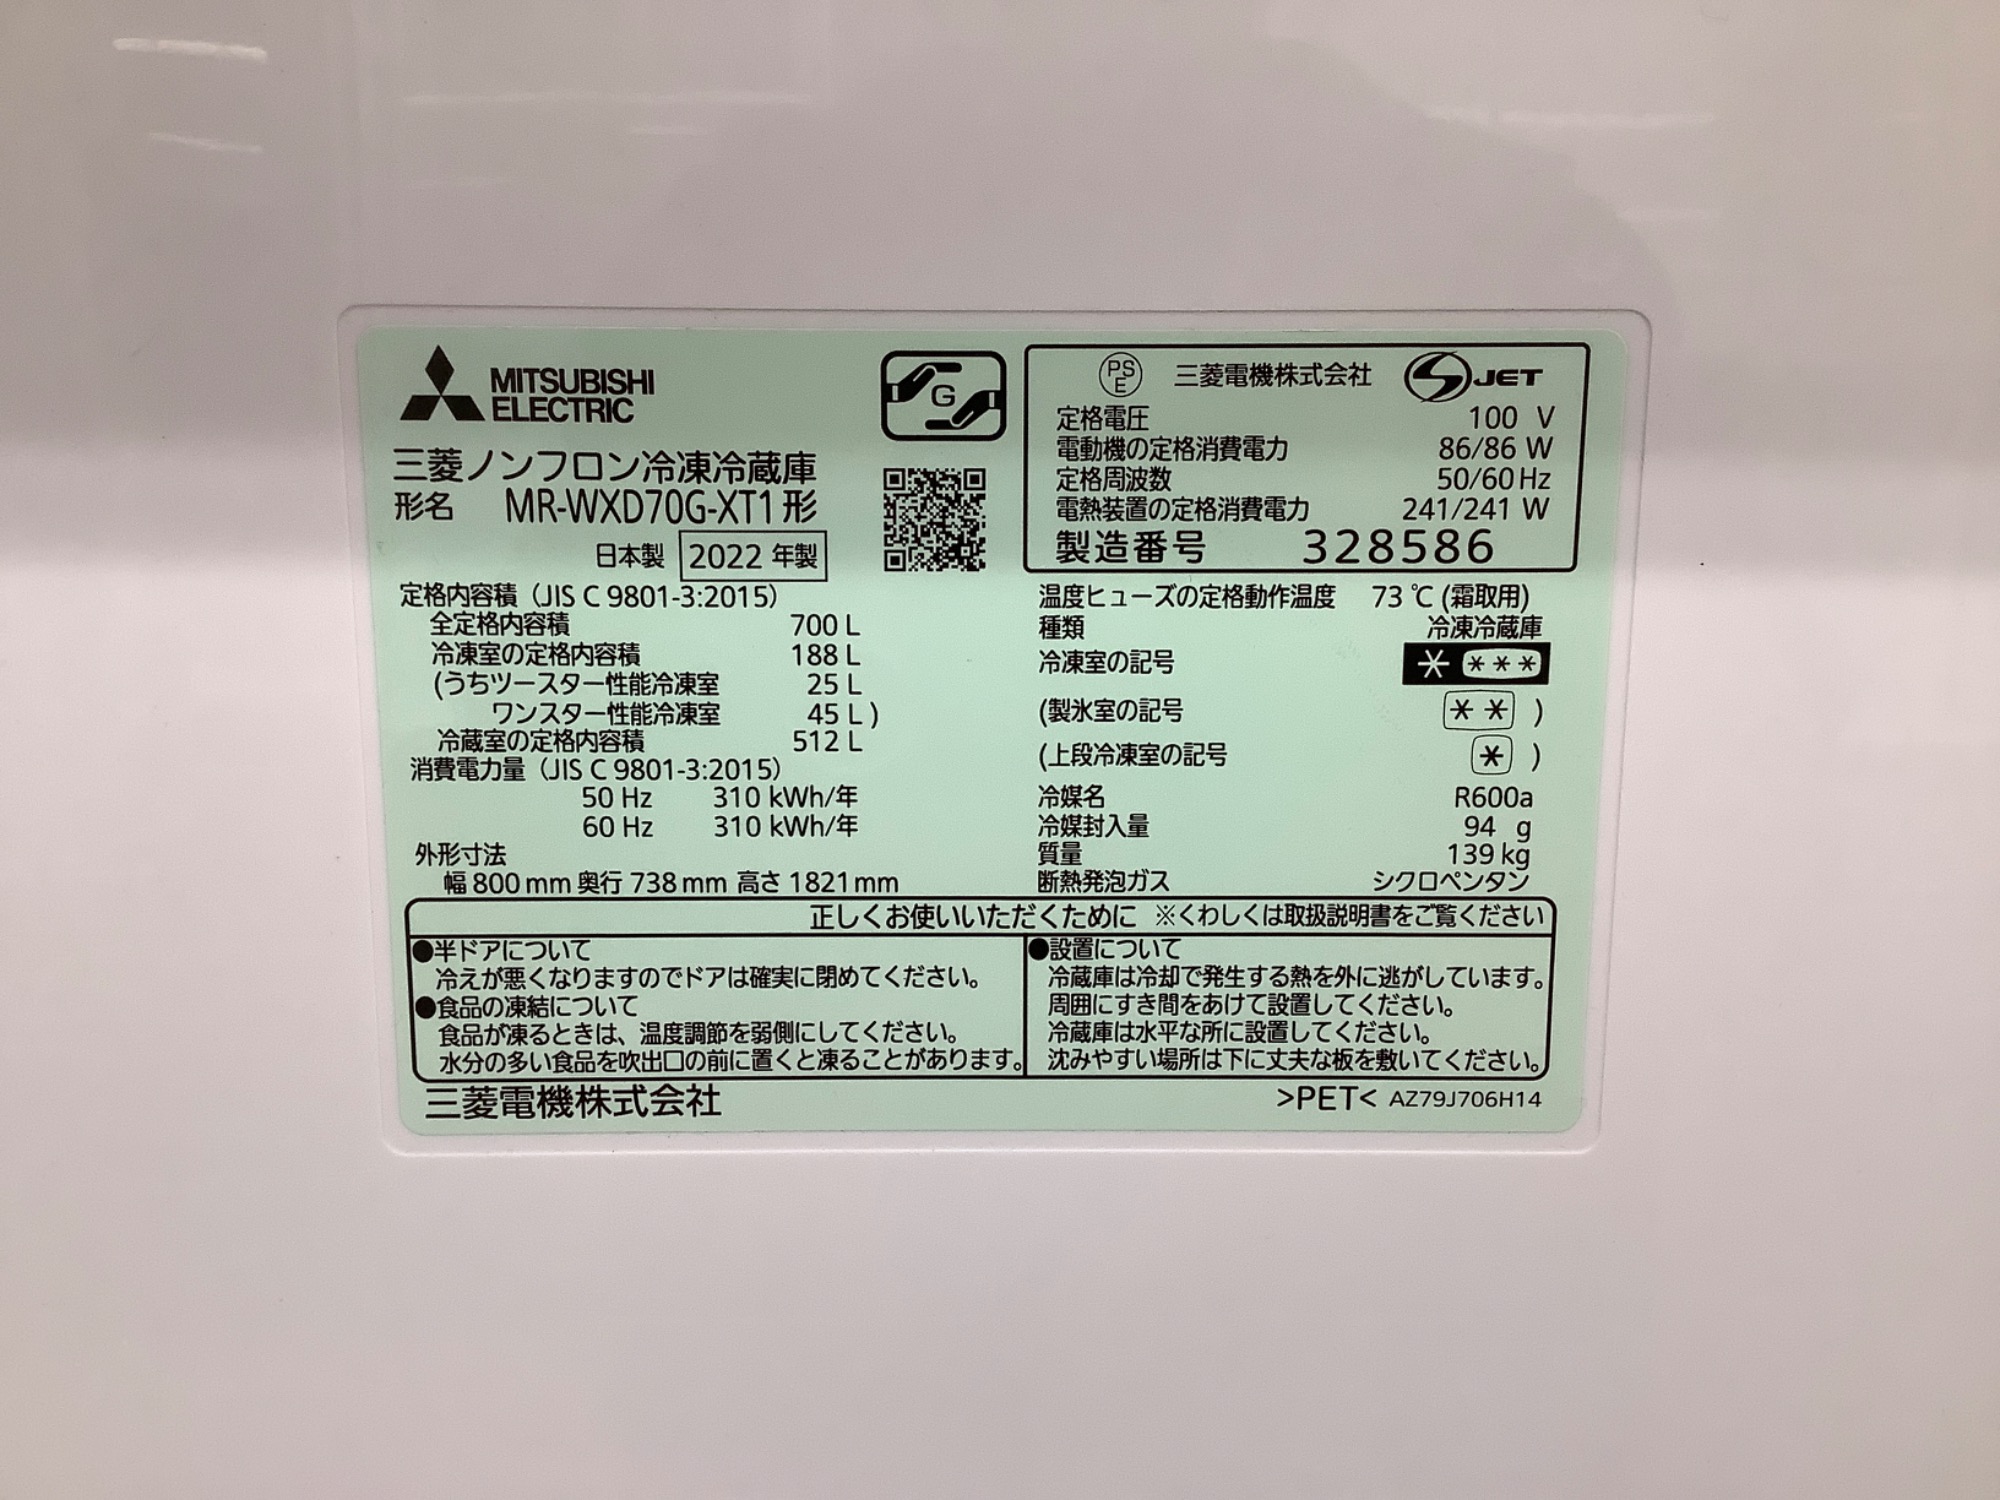 MITSUBISHI
ELECTRIC
G
三菱ノンフロン冷凍冷蔵庫
形名 MR-WXD70G-XT1形
日本製 2022 年製
定格内容積（JIS C 9801-3:2015）
全定格内容積 700 L
冷凍室の定格内容積 188 L
(うちツースター性能冷凍室 25 L
ワンスター性能冷凍室 45 L )
冷蔵室の定格内容積 512 L
消費電力量（JIS C 9801-3:2015）
50 Hz 310 kWh/年
60 Hz 310 kWh/年
外形寸法
幅 800 mm 奥行 738 mm 高さ 1821 mm
PS
E 三菱電機株式会社 JET
定格電圧 100 V
電動機の定格消費電力 86/86 W
定格周波数 50/60 Hz
電熱装置の定格消費電力 241/241 W
製造番号 328586
温度ヒューズの定格動作温度 73 ℃ (霜取用)
種類 冷凍冷蔵庫
冷凍室の記号 * ***
(製氷室の記号 ** )
(上段冷凍室の記号 * )
冷媒名 R600a
冷媒封入量 94 g
質量 139 kg
断熱発泡ガス シクロペンタン
正しくお使いいただくために ※くわしくは取扱説明書をご覧ください
●半ドアについて
冷えが悪くなりますのでドアは確実に閉めてください。
●食品の凍結について
食品が凍るときは、温度調節を弱側にしてください。
水分の多い食品を吹出口の前に置くと凍ることがあります。
●設置について
冷蔵庫は冷却で発生する熱を外に逃がしています。
周囲にすき間をあけて設置してください。
冷蔵庫は水平な所に設置してください。
沈みやすい場所は下に丈夫な板を敷いてください。
三菱電機株式会社
>PET< AZ79J706H14